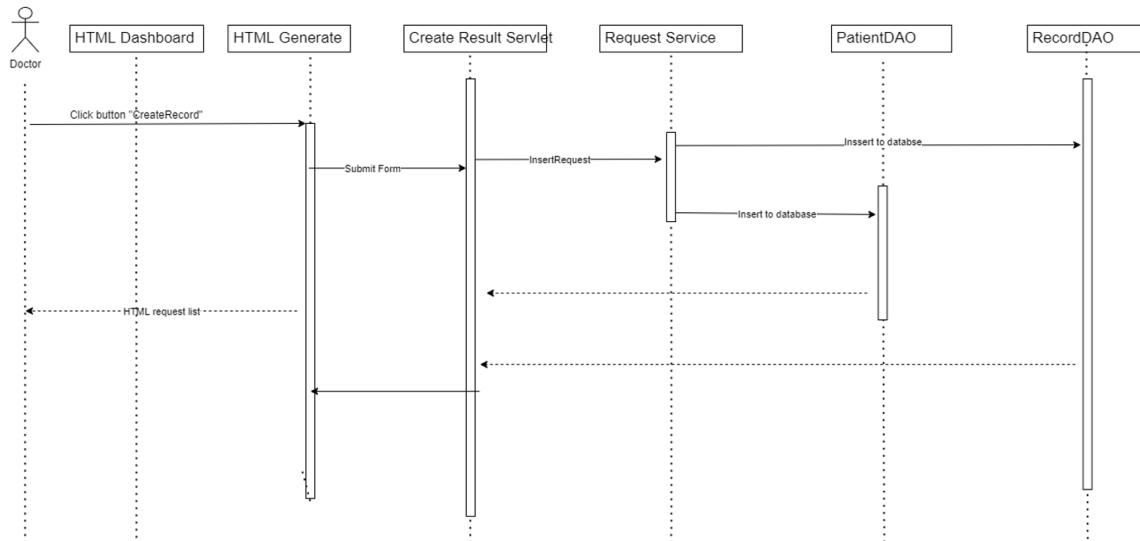 HTML Dashboard
HTML Generate
Create Result Servlet
Request Service
PatientDAO
RecordDAO
Doctor
Click button "CreateRecord"
Inssert to databse
InsertRequest
Submit Form
Insert to database
HTML request list